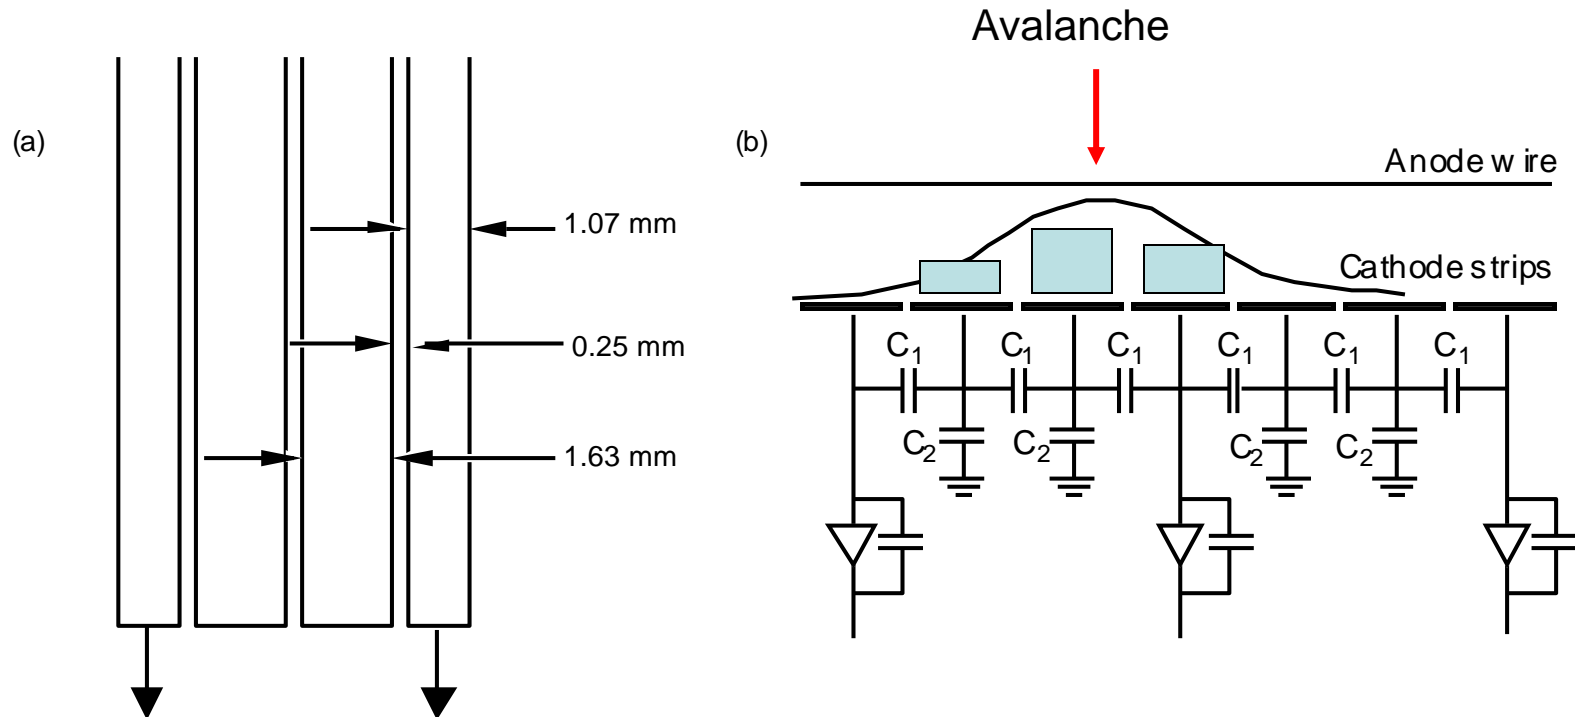 (a)
1.07 mm
0.25 mm
1.63 mm
Avalanche
(b)
Anode wire
Cathode strips
C1 C1 C1 C1 C1 C1
C2 C2 C2 C2